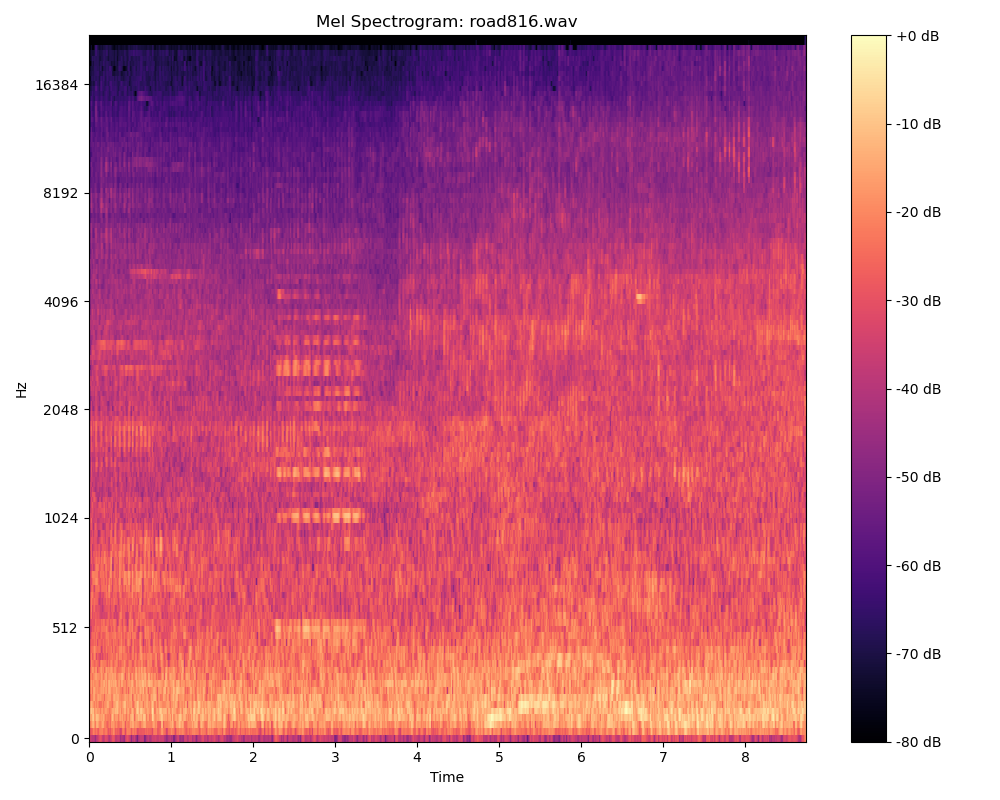 Mel Spectrogram: road816.wav
16384
8192
4096
2048
1024
512
0
Hz
0 1 2 3 4 5 6 7 8
Time
+0 dB
-10 dB
-20 dB
-30 dB
-40 dB
-50 dB
-60 dB
-70 dB
-80 dB